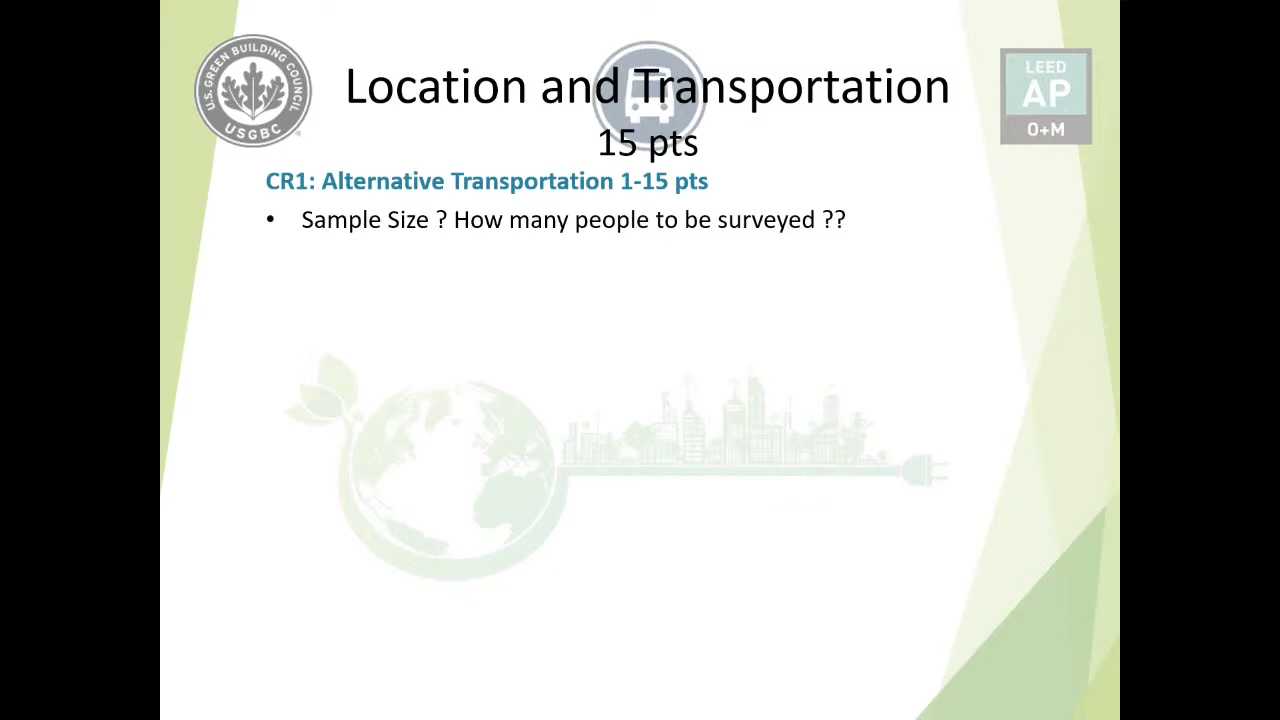 U.S. GREEN BUILDING COUNCIL
USGBC
Location and Transportation
15 pts
LEED
AP
O+M
CR1: Alternative Transportation 1-15 pts
• Sample Size ? How many people to be surveyed ??